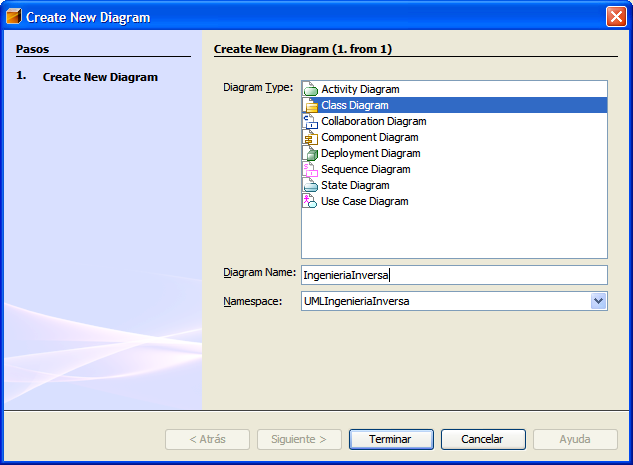 Create New Diagram
Pasos
1. Create New Diagram
Create New Diagram (1. from 1)
Diagram Type:
Activity Diagram
Class Diagram
Collaboration Diagram
Component Diagram
Deployment Diagram
Sequence Diagram
State Diagram
Use Case Diagram
Diagram Name: IngenieriaInversa
Namespace: UMLIngenieriaInversa
< Atrás Siguiente > Terminar Cancelar Ayuda